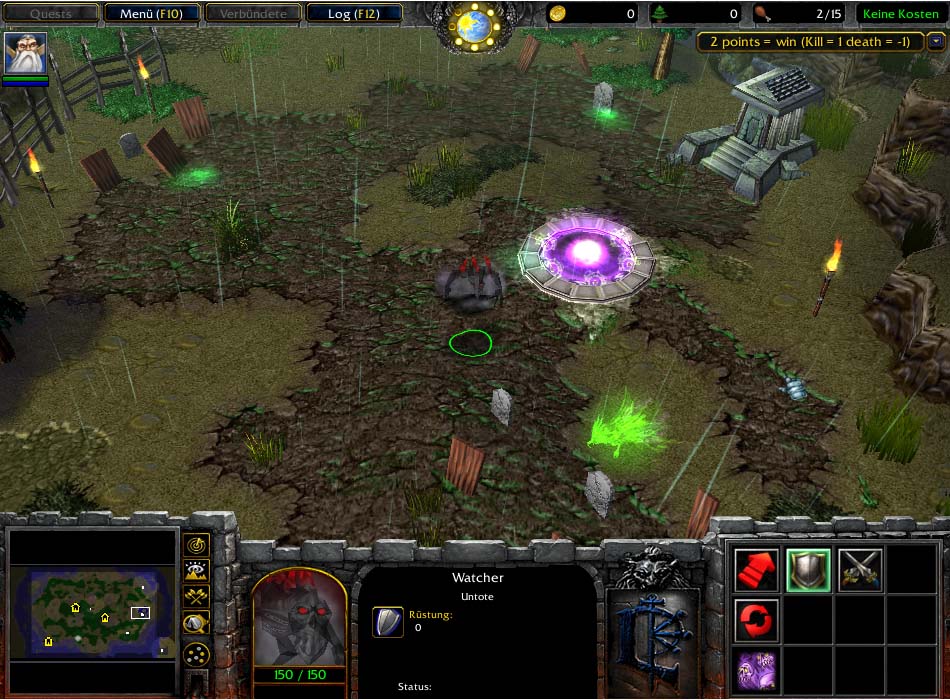 Quests
Menü (F10)
Verbündete
Log (F12)
0
0
2/15
Keine Kosten
2 points = win (Kill = 1 death = -1)
Watcher
Untote
Rüstung:
0
150 / 150
Status: